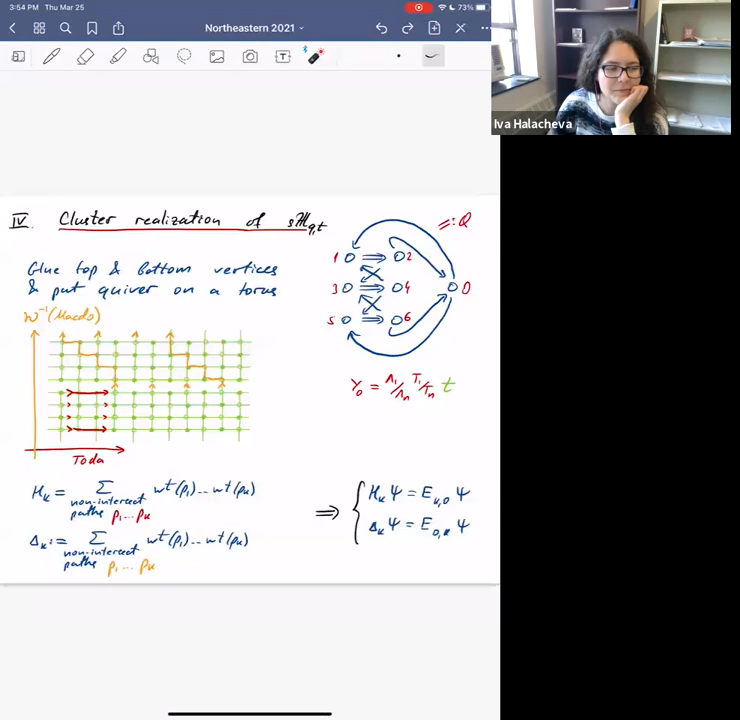 3:54 PM Thu Mar 25
73%
Northeastern 2021
Iva Halacheva
IV. Cluster realization of sℋq,t
Glue top & bottom vertices
& put quiver on a torus
W⁻¹(Macdo)
Toda
=: Q
1 2
3 4 0
5 6
Y₀ = Λ₁/Λₙ T₁/Tₙ t
Hₖ = ∑ wt(p₁)...wt(pₖ)
non-intersect
paths p₁...pₖ
Δₖ := ∑ wt(p₁)...wt(pₖ)
non-intersect
paths p₁...pₖ
⇒ { Hₖ Ψ = Eₖ,₀ Ψ
Δₖ Ψ = E₀,ₖ Ψ